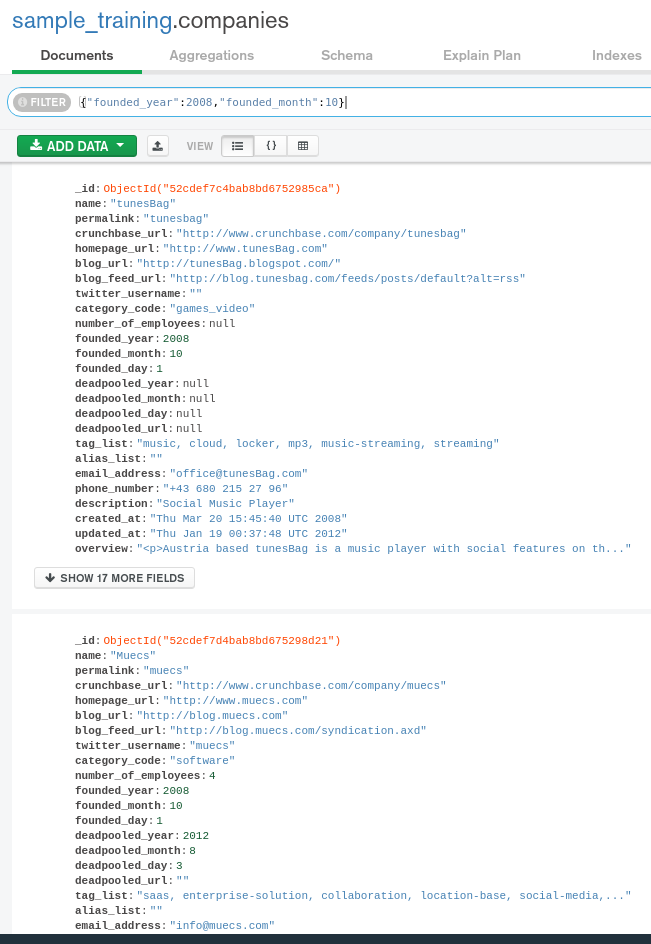 sample_training.companies
Documents Aggregations Schema Explain Plan Indexes
FILTER {"founded_year":2008,"founded_month":10}
ADD DATA VIEW { }
_id: ObjectId("52cdef7c4bab8bd6752985ca")
name: "tunesBag"
permalink: "tunesbag"
crunchbase_url: "http://www.crunchbase.com/company/tunesbag"
homepage_url: "http://www.tunesBag.com"
blog_url: "http://tunesBag.blogspot.com/"
blog_feed_url: "http://blog.tunesbag.com/feeds/posts/default?alt=rss"
twitter_username: ""
category_code: "games_video"
number_of_employees: null
founded_year: 2008
founded_month: 10
founded_day: 1
deadpooled_year: null
deadpooled_month: null
deadpooled_day: null
deadpooled_url: null
tag_list: "music, cloud, locker, mp3, music-streaming, streaming"
alias_list: ""
email_address: "office@tunesBag.com"
phone_number: "+43 680 215 27 96"
description: "Social Music Player"
created_at: "Thu Mar 20 15:45:40 UTC 2008"
updated_at: "Thu Jan 19 00:37:48 UTC 2012"
overview: "<p>Austria based tunesBag is a music player with social features on th..."
SHOW 17 MORE FIELDS
_id: ObjectId("52cdef7d4bab8bd675298d21")
name: "Muecs"
permalink: "muecs"
crunchbase_url: "http://www.crunchbase.com/company/muecs"
homepage_url: "http://www.muecs.com"
blog_url: "http://blog.muecs.com"
blog_feed_url: "http://blog.muecs.com/syndication.axd"
twitter_username: "muecs"
category_code: "software"
number_of_employees: 4
founded_year: 2008
founded_month: 10
founded_day: 1
deadpooled_year: 2012
deadpooled_month: 8
deadpooled_day: 3
deadpooled_url: ""
tag_list: "saas, enterprise-solution, collaboration, location-base, social-media,..."
alias_list: ""
email_address: "info@muecs.com"